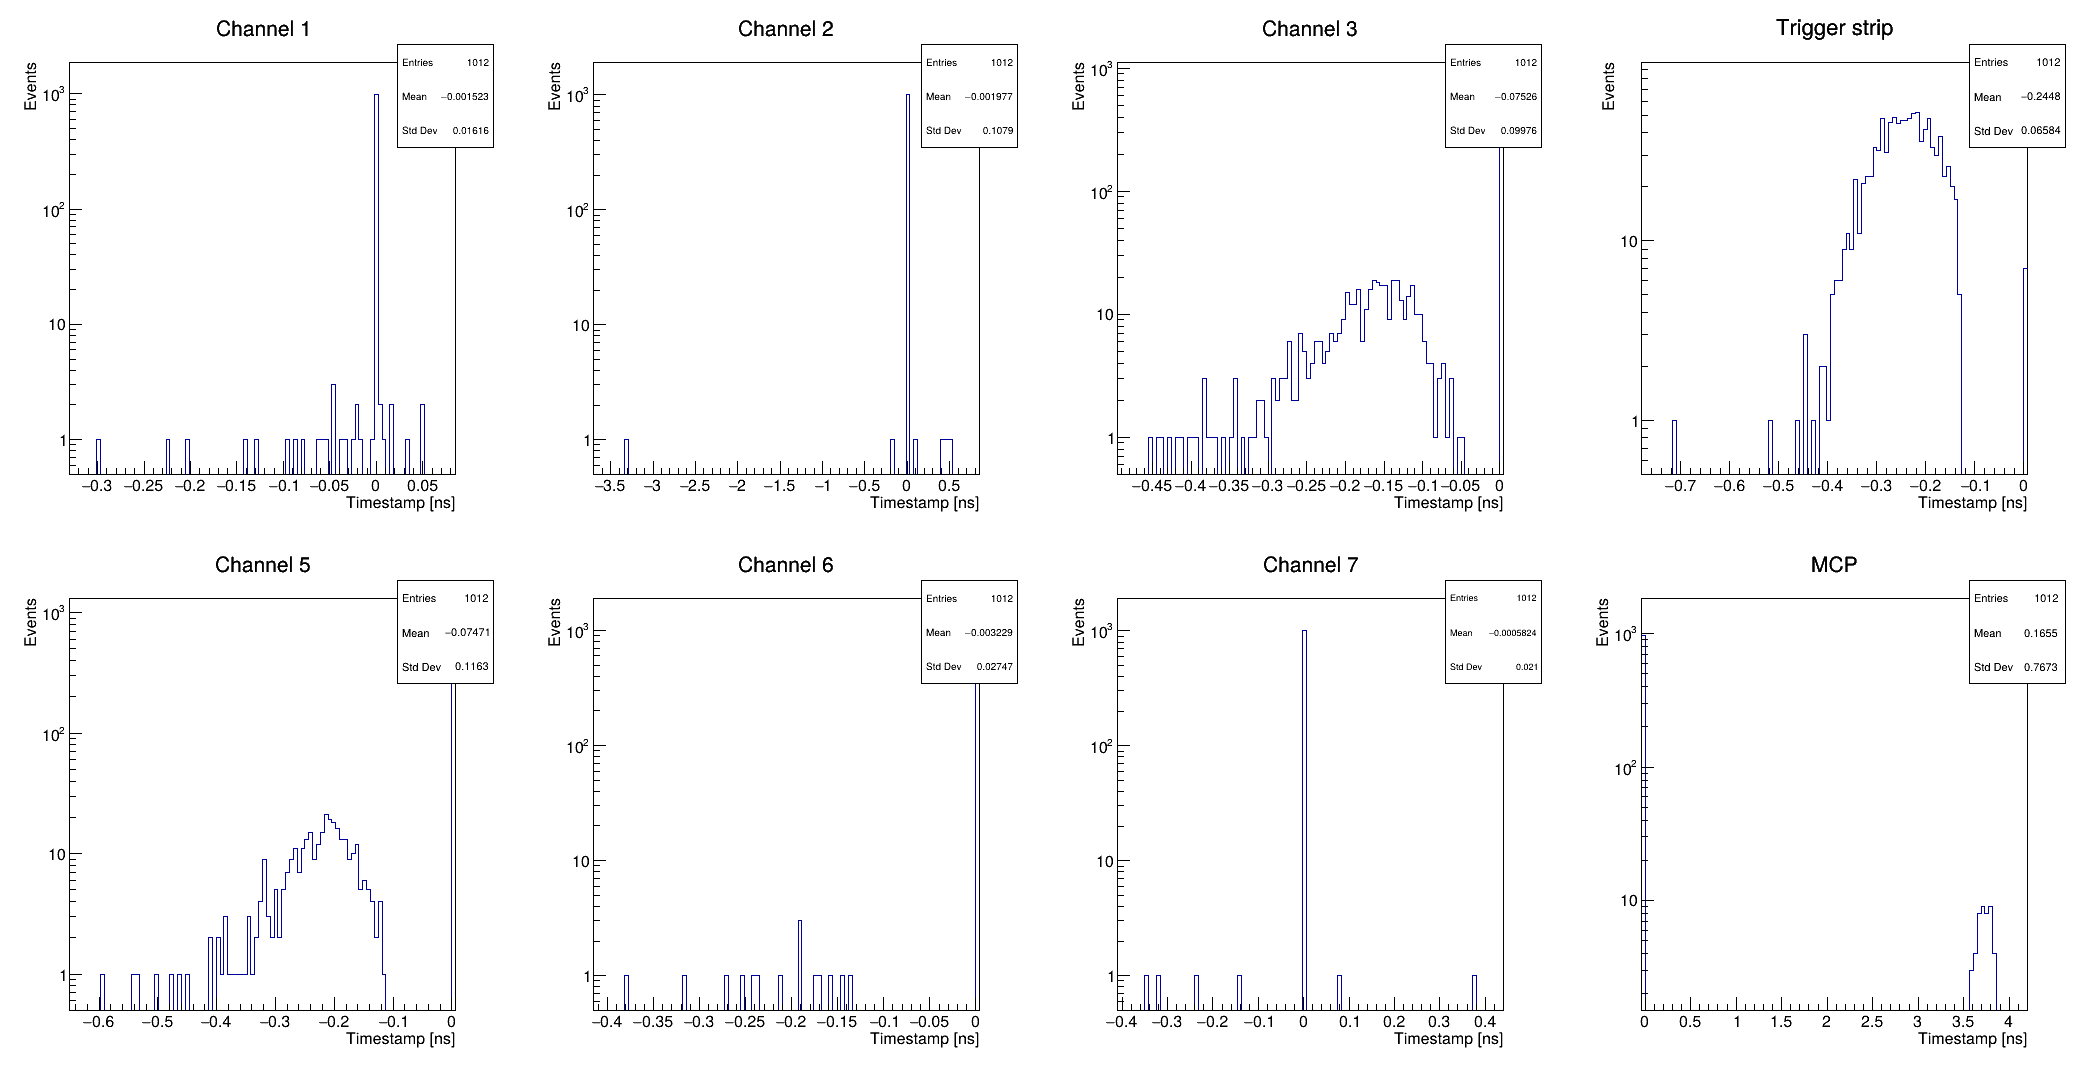 Channel 1
Events
Entries 1012
Mean −0.001523
Std Dev 0.01616
10³
10²
10
1
−0.3 −0.25 −0.2 −0.15 −0.1 −0.05 0 0.05
Timestamp [ns]
Channel 2
Events
Entries 1012
Mean −0.001977
Std Dev 0.1079
10³
10²
10
1
−3.5 −3 −2.5 −2 −1.5 −1 −0.5 0 0.5
Timestamp [ns]
Channel 3
Events
Entries 1012
Mean −0.07526
Std Dev 0.09976
10³
10²
10
1
−0.45 −0.4 −0.35 −0.3 −0.25 −0.2 −0.15 −0.1 −0.05 0
Timestamp [ns]
Trigger strip
Events
Entries 1012
Mean −0.2448
Std Dev 0.06584
10
1
−0.7 −0.6 −0.5 −0.4 −0.3 −0.2 −0.1 0
Timestamp [ns]
Channel 5
Events
Entries 1012
Mean −0.07471
Std Dev 0.1163
10³
10²
10
1
−0.6 −0.5 −0.4 −0.3 −0.2 −0.1 0
Timestamp [ns]
Channel 6
Events
Entries 1012
Mean −0.003229
Std Dev 0.02747
10³
10²
10
1
−0.4 −0.35 −0.3 −0.25 −0.2 −0.15 −0.1 −0.05 0
Timestamp [ns]
Channel 7
Events
Entries 1012
Mean −0.0005824
Std Dev 0.021
10³
10²
10
1
−0.4 −0.3 −0.2 −0.1 0 0.1 0.2 0.3 0.4
Timestamp [ns]
MCP
Events
Entries 1012
Mean 0.1655
Std Dev 0.7673
10³
10²
10
0 0.5 1 1.5 2 2.5 3 3.5 4
Timestamp [ns]